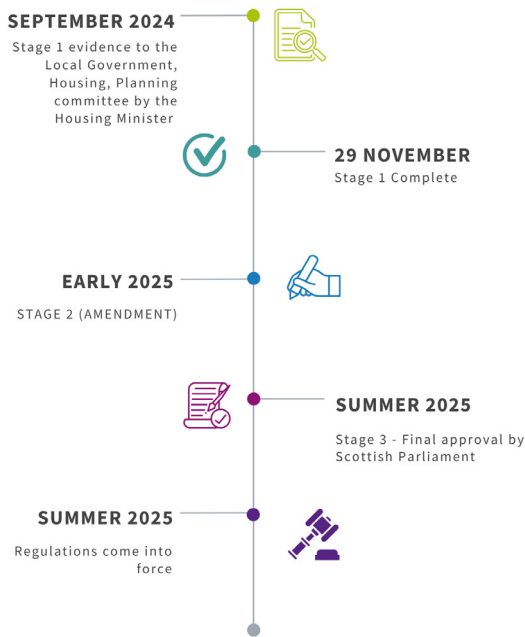 SEPTEMBER 2024
Stage 1 evidence to the
Local Government,
Housing, Planning
committee by the
Housing Minister
29 NOVEMBER
Stage 1 Complete
EARLY 2025
STAGE 2 (AMENDMENT)
SUMMER 2025
Stage 3 - Final approval by
Scottish Parliament
SUMMER 2025
Regulations come into
force